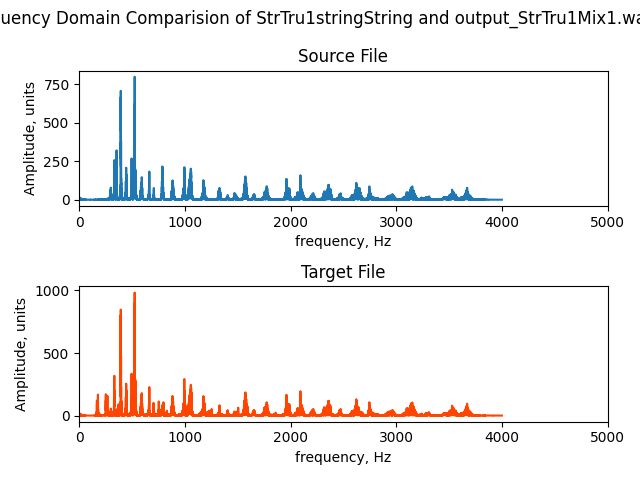 uency Domain Comparision of StrTru1stringString and output_StrTru1Mix1.wa
Source File
Amplitude, units
750
500
250
0
0 1000 2000 3000 4000 5000
frequency, Hz
Target File
Amplitude, units
1000
500
0
0 1000 2000 3000 4000 5000
frequency, Hz